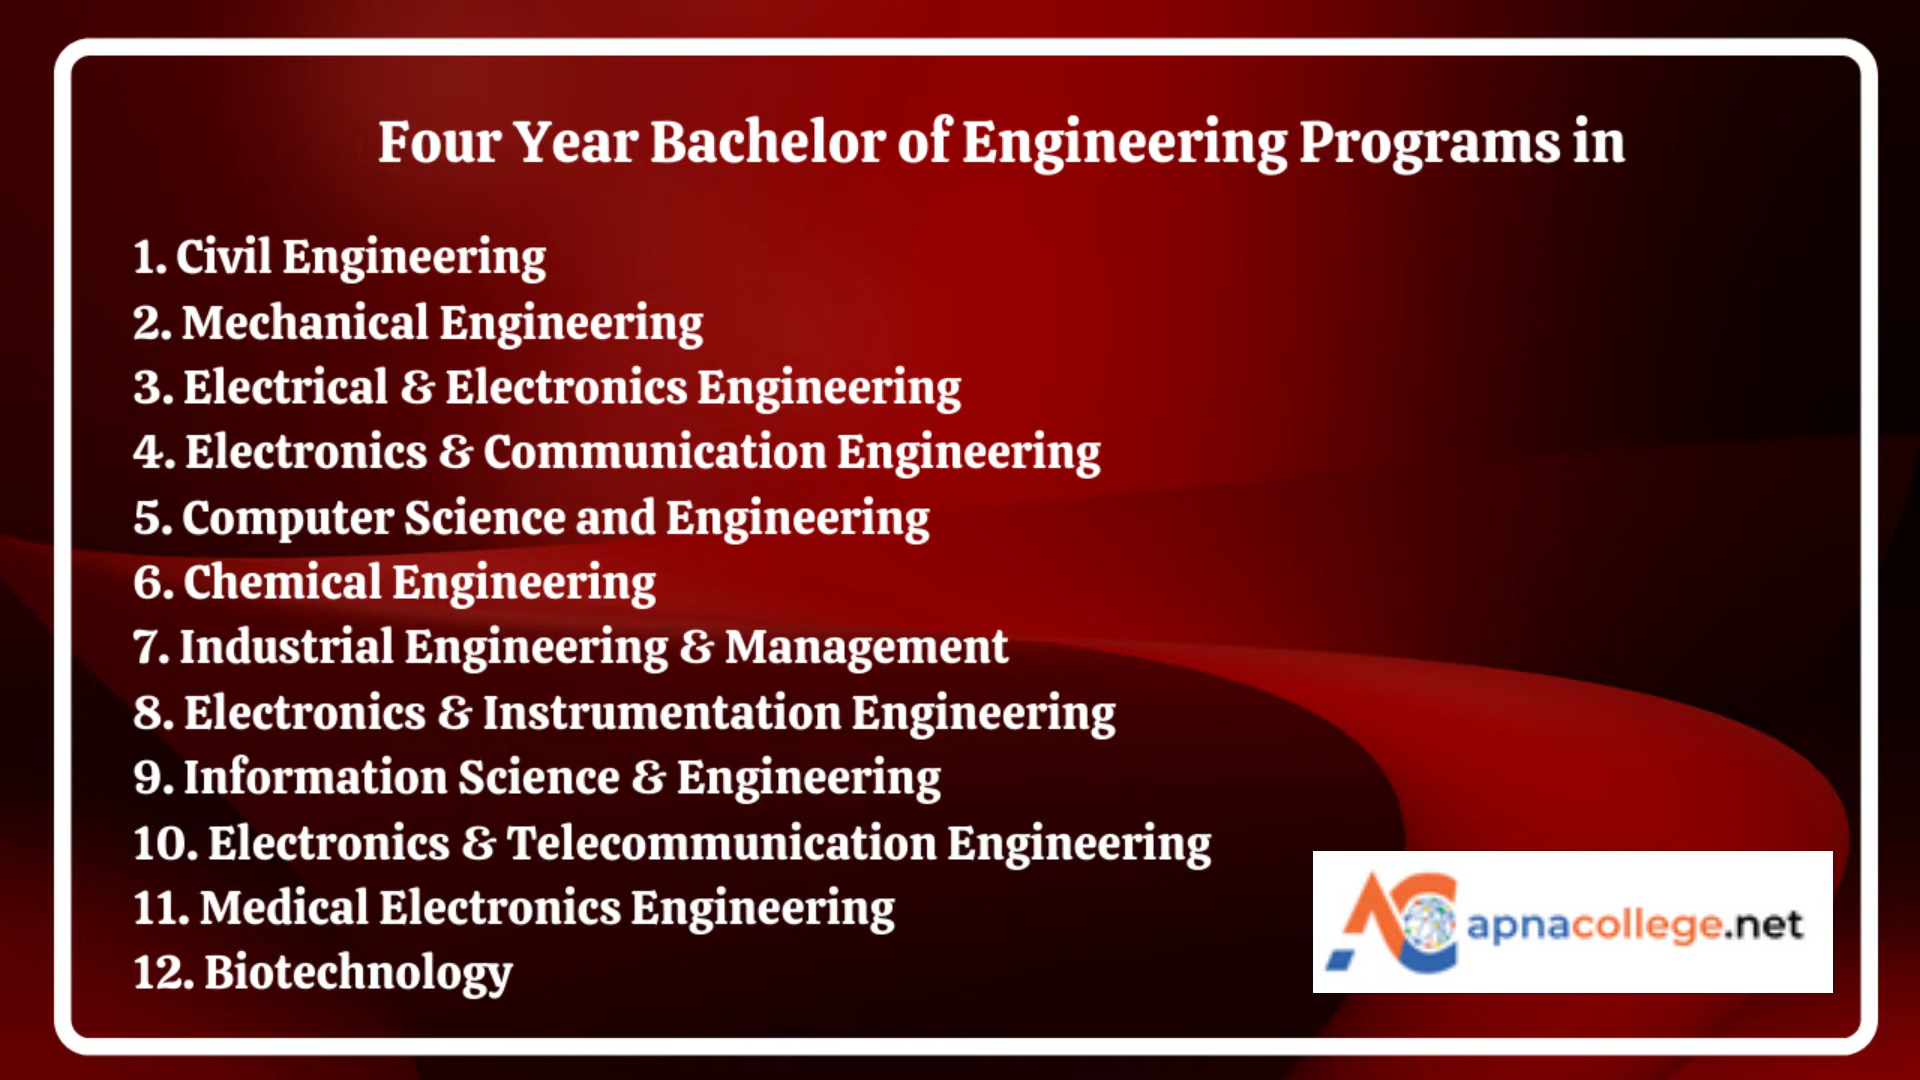 Four Year Bachelor of Engineering Programs in
1. Civil Engineering
2. Mechanical Engineering
3. Electrical & Electronics Engineering
4. Electronics & Communication Engineering
5. Computer Science and Engineering
6. Chemical Engineering
7. Industrial Engineering & Management
8. Electronics & Instrumentation Engineering
9. Information Science & Engineering
10. Electronics & Telecommunication Engineering
11. Medical Electronics Engineering
12. Biotechnology
AC apnacollege.net